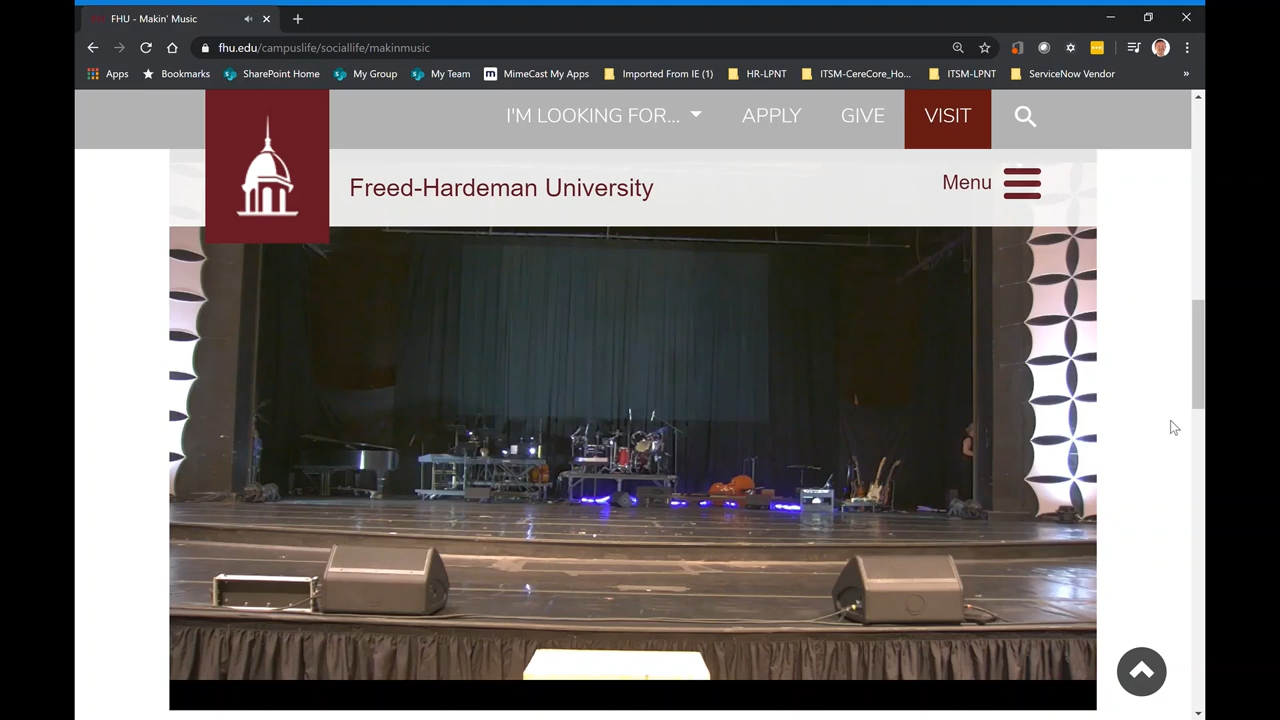 FHU - Makin' Music
fhu.edu/campuslife/sociallife/makinmusic
Apps Bookmarks SharePoint Home My Group My Team MimeCast My Apps Imported From IE (1) HR-LPNT ITSM-CereCore_Ho... ITSM-LPNT ServiceNow Vendor »
I'M LOOKING FOR... APPLY GIVE VISIT
Freed-Hardeman University Menu